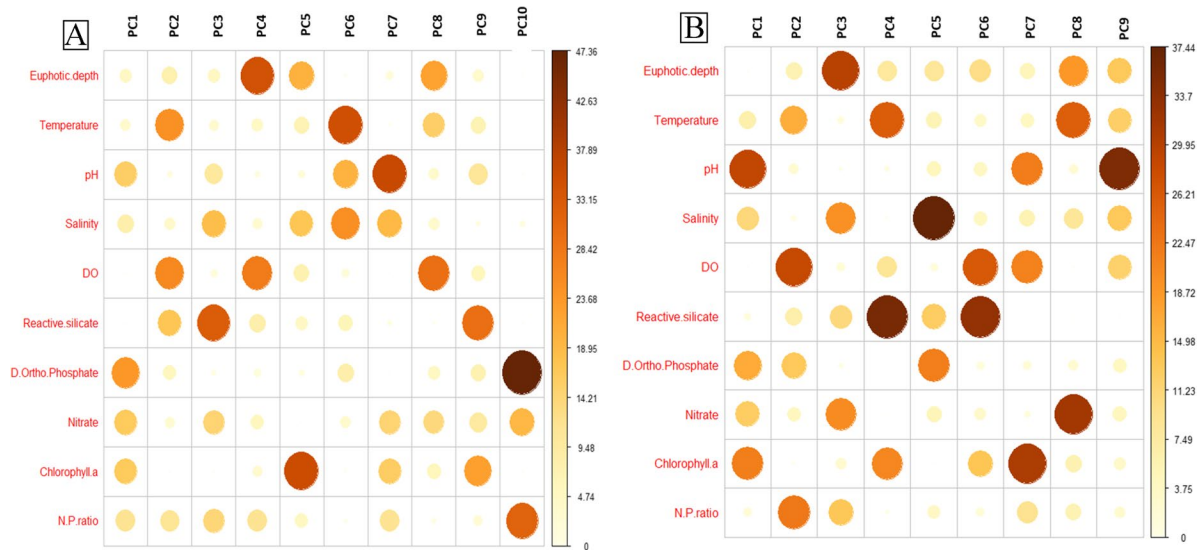 A
PC1 PC2 PC3 PC4 PC5 PC6 PC7 PC8 PC9 PC10
Euphotic.depth
Temperature
pH
Salinity
DO
Reactive.silicate
D.Ortho.Phosphate
Nitrate
Chlorophyll.a
N.P.ratio
47.36
42.63
37.89
33.15
28.42
23.68
18.95
14.21
9.48
4.74
0
B
PC1 PC2 PC3 PC4 PC5 PC6 PC7 PC8 PC9
Euphotic.depth
Temperature
pH
Salinity
DO
Reactive.silicate
D.Ortho.Phosphate
Nitrate
Chlorophyll.a
N.P.ratio
37.44
33.7
29.95
26.21
22.47
18.72
14.98
11.23
7.49
3.75
0